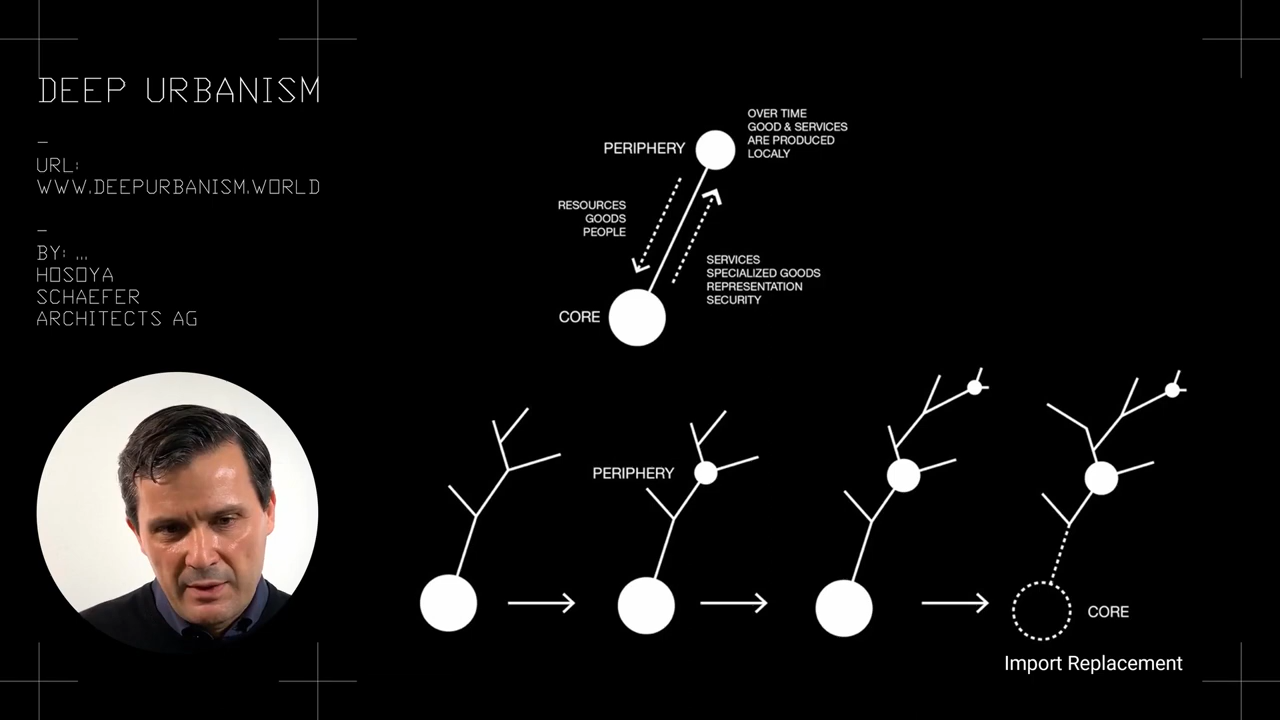 DEEP URBANISM
–
URL:
WWW.DEEPURBANISM.WORLD
–
BY: ...
HOSOYA
SCHAEFER
ARCHITECTS AG
PERIPHERY
OVER TIME
GOOD & SERVICES
ARE PRODUCED
LOCALY
RESOURCES
GOODS
PEOPLE
SERVICES
SPECIALIZED GOODS
REPRESENTATION
SECURITY
CORE
PERIPHERY
CORE
Import Replacement